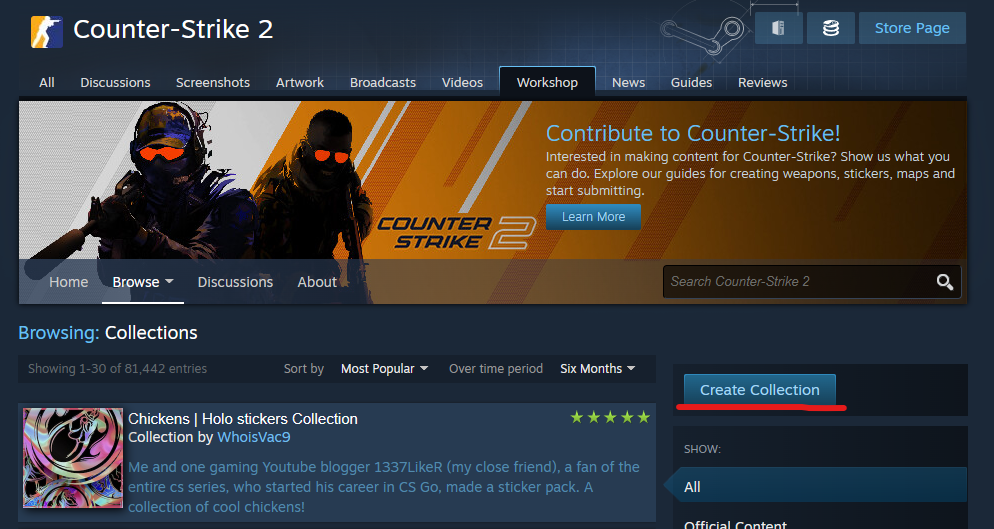 Counter-Strike 2
Store Page
All Discussions Screenshots Artwork Broadcasts Videos Workshop News Guides Reviews
Contribute to Counter-Strike!
Interested in making content for Counter-Strike? Show us what you
can do. Explore our guides for creating weapons, stickers, maps and
start submitting.
Learn More
COUNTER
STRIKE 2
Home Browse Discussions About
Search Counter-Strike 2
Browsing: Collections
Showing 1-30 of 81,442 entries Sort by Most Popular Over time period Six Months
Create Collection
Chickens | Holo stickers Collection
Collection by WhoisVac9
Me and one gaming Youtube blogger 1337LikeR (my close friend), a fan of the
entire cs series, who started his career in CS Go, made a sticker pack. A
collection of cool chickens!
SHOW:
All
Official Content